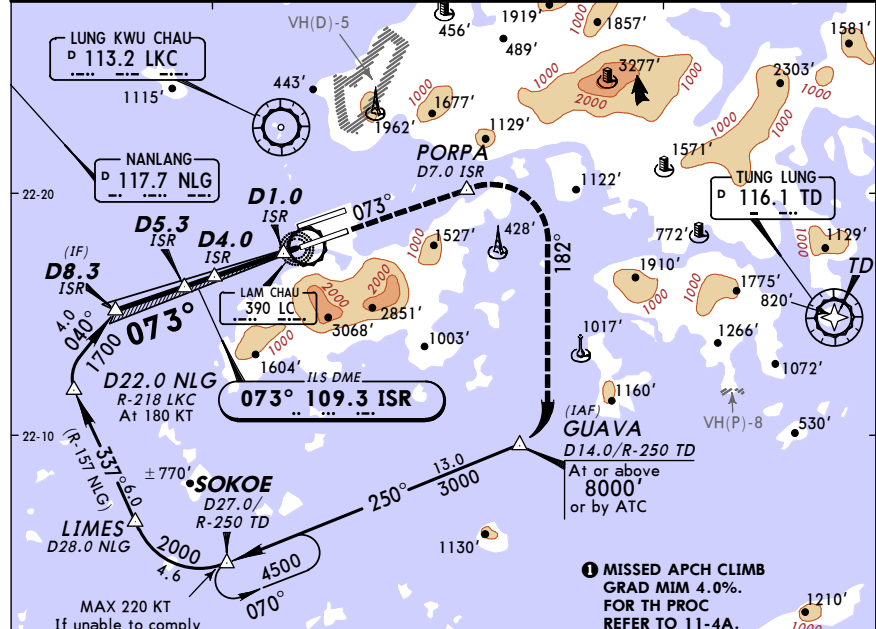 VH(D)-5
456′
1919′
1857′
489′
1581′
LUNG KWU CHAU
D 113.2 LKC
1115′
443′
1962′
1677′
1000
1129′
1000
3277′
2000
1000
2303′
1000
1000
1000
1571′
NANLANG
D 117.7 NLG
PORPA
D7.0 ISR
1122′
TUNG LUNG
D 116.1 TD
22-20
D1.0
ISR
073°
D5.3
ISR
D4.0
ISR
(IF)
D8.3
ISR
1527′
1000
428′
182°
772′
1000
1129′
1910′
1000
1775′
820′
TD
LAM CHAU
390 LC
2000
2000
3068′
2851′
1000
1604′
1003′
1017′
1266′
1072′
4.0
040°
1700
073°
D22.0 NLG
R-218 LKC
At 180 KT
ILS DME
073° 109.3 ISR
1160′
VH(P)-8
530′
22-10
(IAF)
GUAVA
D14.0/R-250 TD
At or above
8000′
or by ATC
337°
6.0
(R-157 NLG)
±770′
SOKOE
D27.0/
R-250 TD
250°
13.0
3000
LIMES
D28.0 NLG
2000
4.6
4500
070°
1130′
MAX 220 KT
If unable to comply
1 MISSED APCH CLIMB
GRAD MIM 4.0%.
FOR TH PROC
REFER TO 11-4A.
1210′
1000